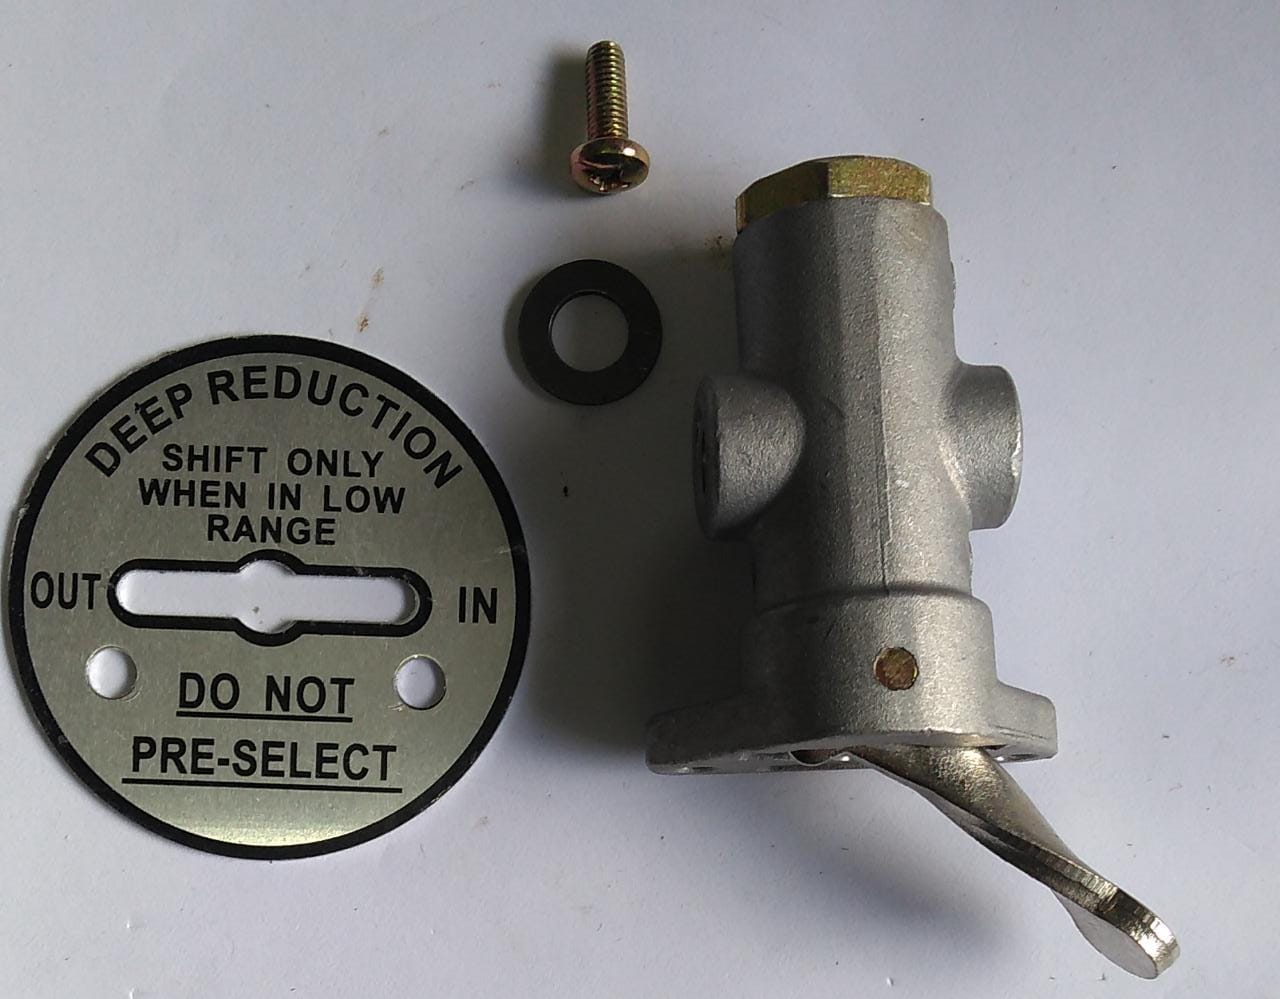 DEEP REDUCTION
SHIFT ONLY
WHEN IN LOW
RANGE
OUT
IN
DO NOT
PRE-SELECT